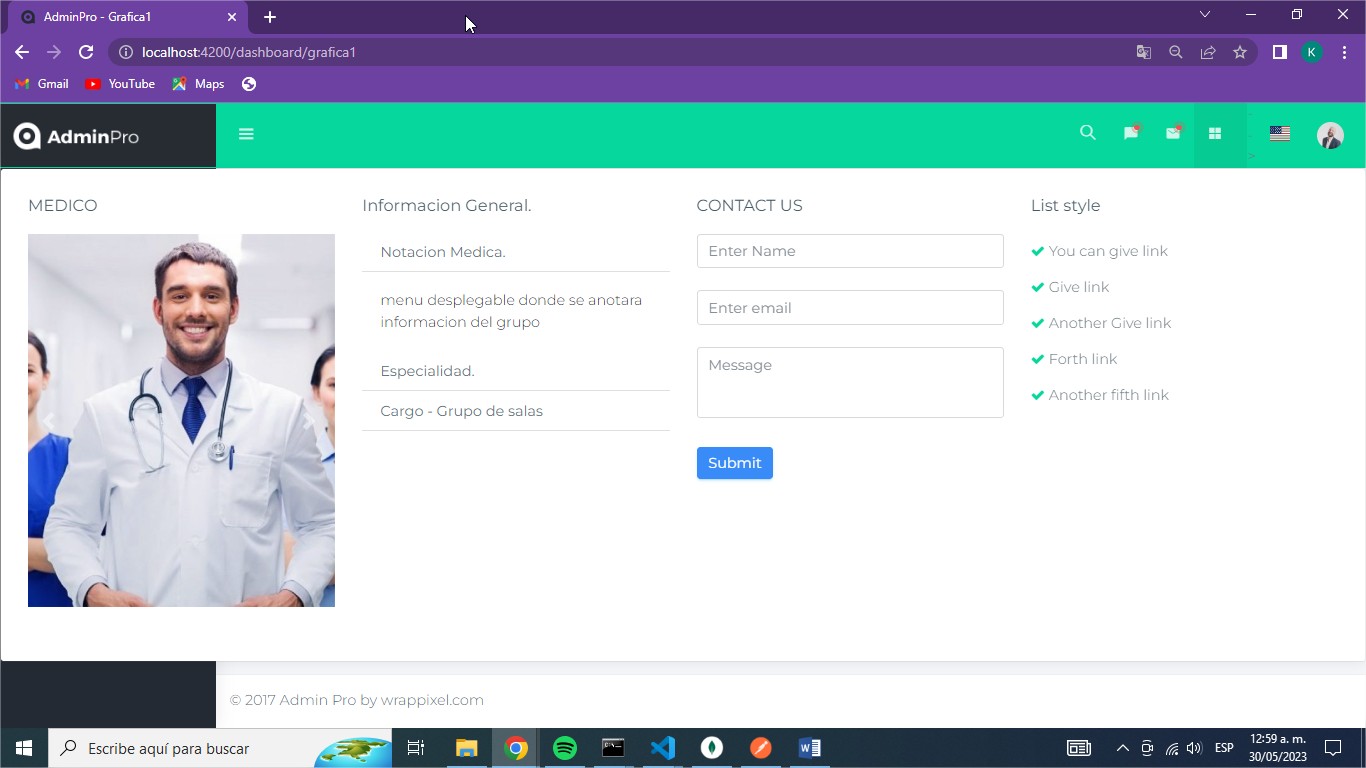 AdminPro - Grafica1
localhost:4200/dashboard/grafica1
K
Gmail
YouTube
Maps
AdminPro
>
MEDICO
Informacion General.
Notacion Medica.
menu desplegable donde se anotara
informacion del grupo
Especialidad.
Cargo - Grupo de salas
CONTACT US
Enter Name
Enter email
Message
Submit
List style
You can give link
Give link
Another Give link
Forth link
Another fifth link
© 2017 Admin Pro by wrappixel.com
Escribe aquí para buscar
ESP
12:59 a. m.
30/05/2023